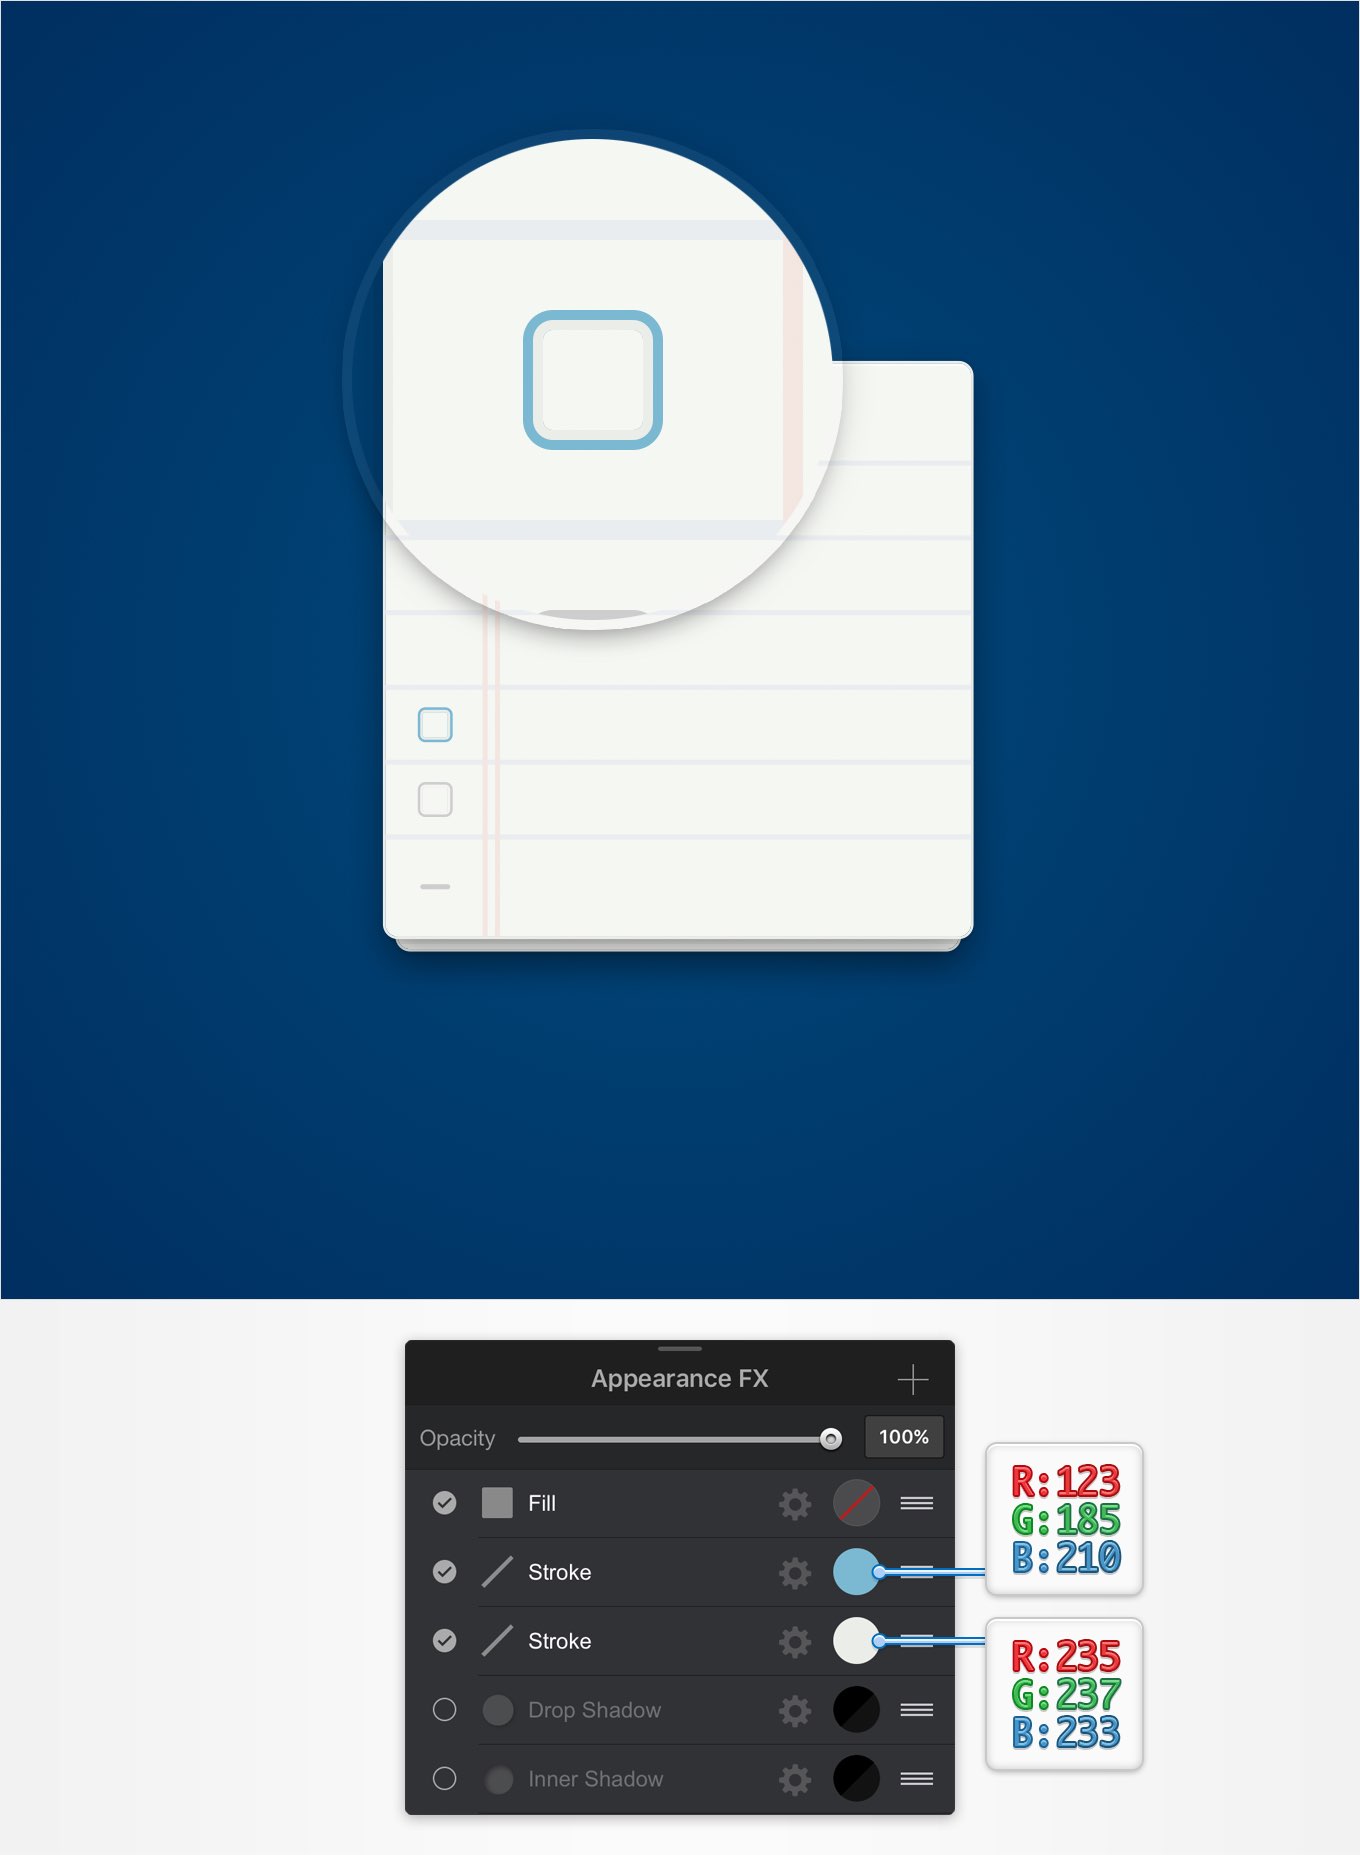 Appearance FX
Opacity 100%
Fill
Stroke
Stroke
Drop Shadow
Inner Shadow
R:123
G:185
B:210
R:235
G:237
B:233